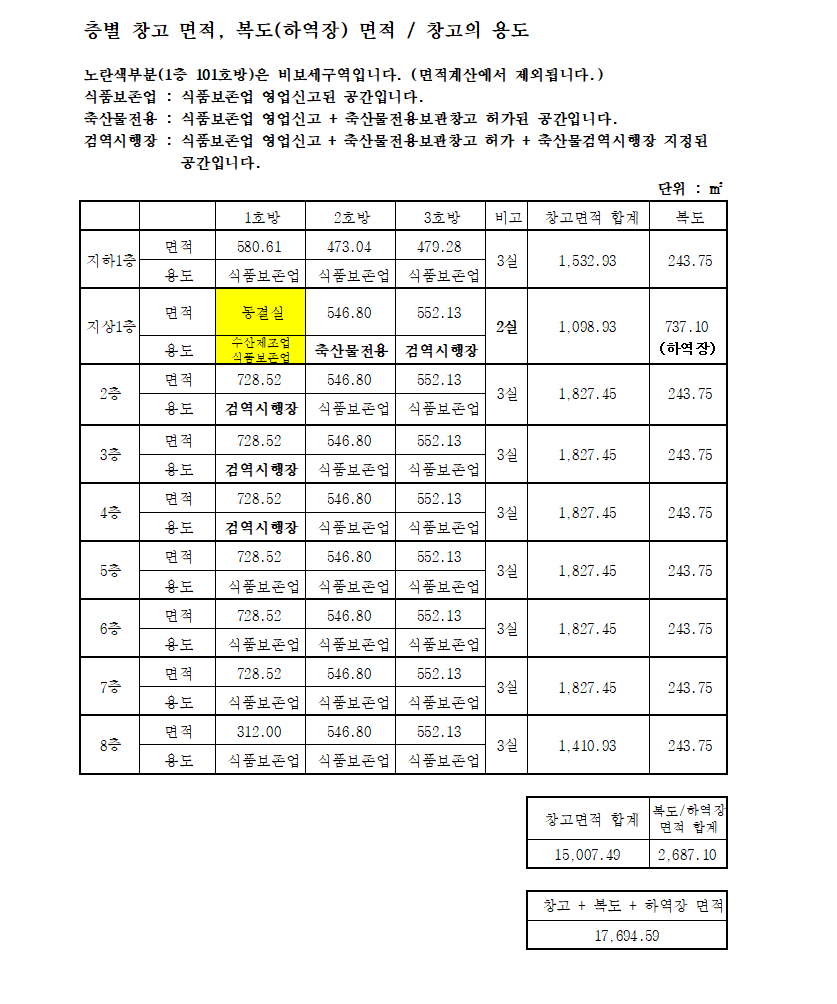 층별 창고 면적, 복도(하역장) 면적 / 창고의 용도
노란색부분(1층 101호방)은 비보세구역입니다. (면적계산에서 제외됩니다.)
식품보존업 : 식품보존업 영업신고된 공간입니다.
축산물전용 : 식품보존업 영업신고 + 축산물전용보관창고 허가된 공간입니다.
검역시행장 : 식품보존업 영업신고 + 축산물전용보관창고 허가 + 축산물검역시행장 지정된
공간입니다.
단위 : ㎡
1호방 2호방 3호방 비고 창고면적 합계 복도
지하1층 면적 580.61 473.04 479.28 3실 1,532.93 243.75
용도 식품보존업 식품보존업 식품보존업
지상1층 면적 동결실 546.80 552.13 2실 1,098.93 737.10
(하역장)
용도 수산제조업
식품보존업 축산물전용 검역시행장
2층 면적 728.52 546.80 552.13 3실 1,827.45 243.75
용도 검역시행장 식품보존업 식품보존업
3층 면적 728.52 546.80 552.13 3실 1,827.45 243.75
용도 검역시행장 식품보존업 식품보존업
4층 면적 728.52 546.80 552.13 3실 1,827.45 243.75
용도 검역시행장 식품보존업 식품보존업
5층 면적 728.52 546.80 552.13 3실 1,827.45 243.75
용도 식품보존업 식품보존업 식품보존업
6층 면적 728.52 546.80 552.13 3실 1,827.45 243.75
용도 식품보존업 식품보존업 식품보존업
7층 면적 728.52 546.80 552.13 3실 1,827.45 243.75
용도 식품보존업 식품보존업 식품보존업
8층 면적 312.00 546.80 552.13 3실 1,410.93 243.75
용도 식품보존업 식품보존업 식품보존업
창고면적 합계 복도/하역장
면적 합계
15,007.49 2,687.10
창고 + 복도 + 하역장 면적
17,694.59